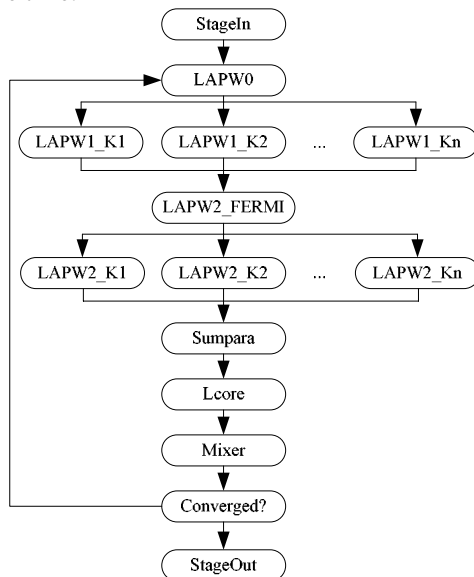 StageIn
LAPW0
LAPW1_K1 LAPW1_K2 ... LAPW1_Kn
LAPW2_FERMI
LAPW2_K1 LAPW2_K2 ... LAPW2_Kn
Sumpara
Lcore
Mixer
Converged?
StageOut